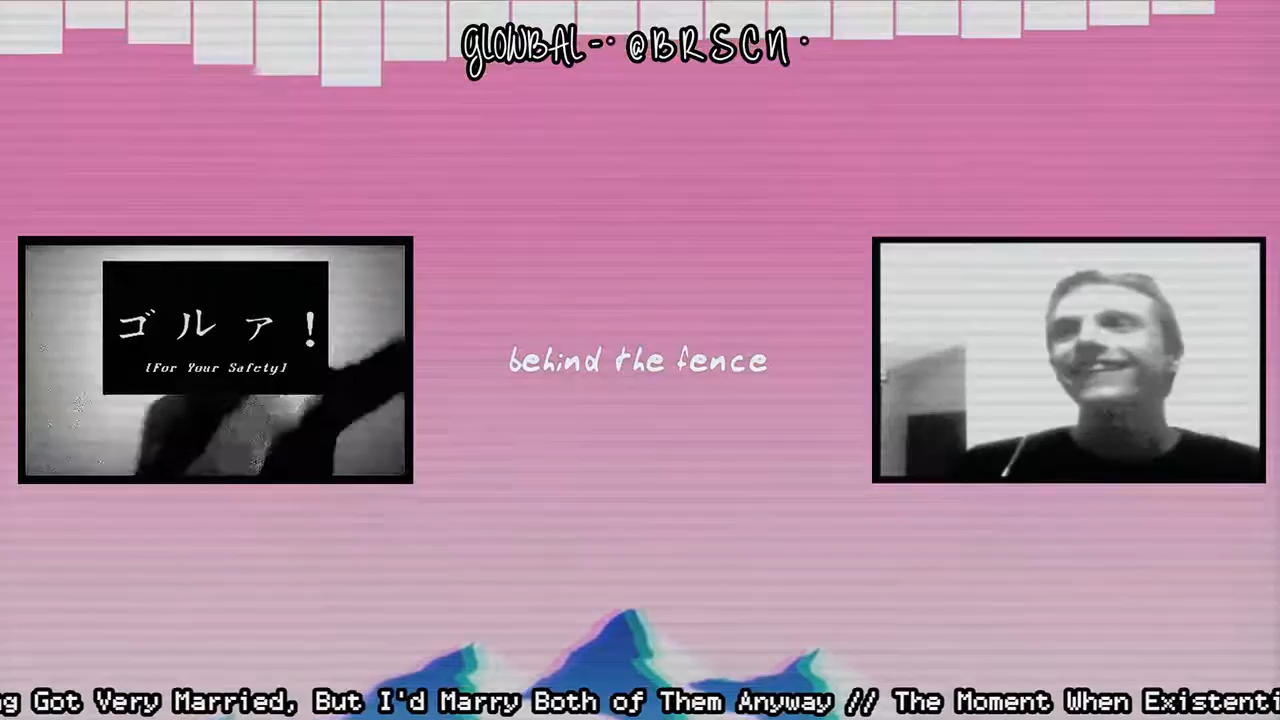 GLOWBAL -• @BRSCN •
ゴルァ!
[For Your Safety]
behind the fence
Got Very Married, But I'd Marry Both of Them Anyway // The Moment When